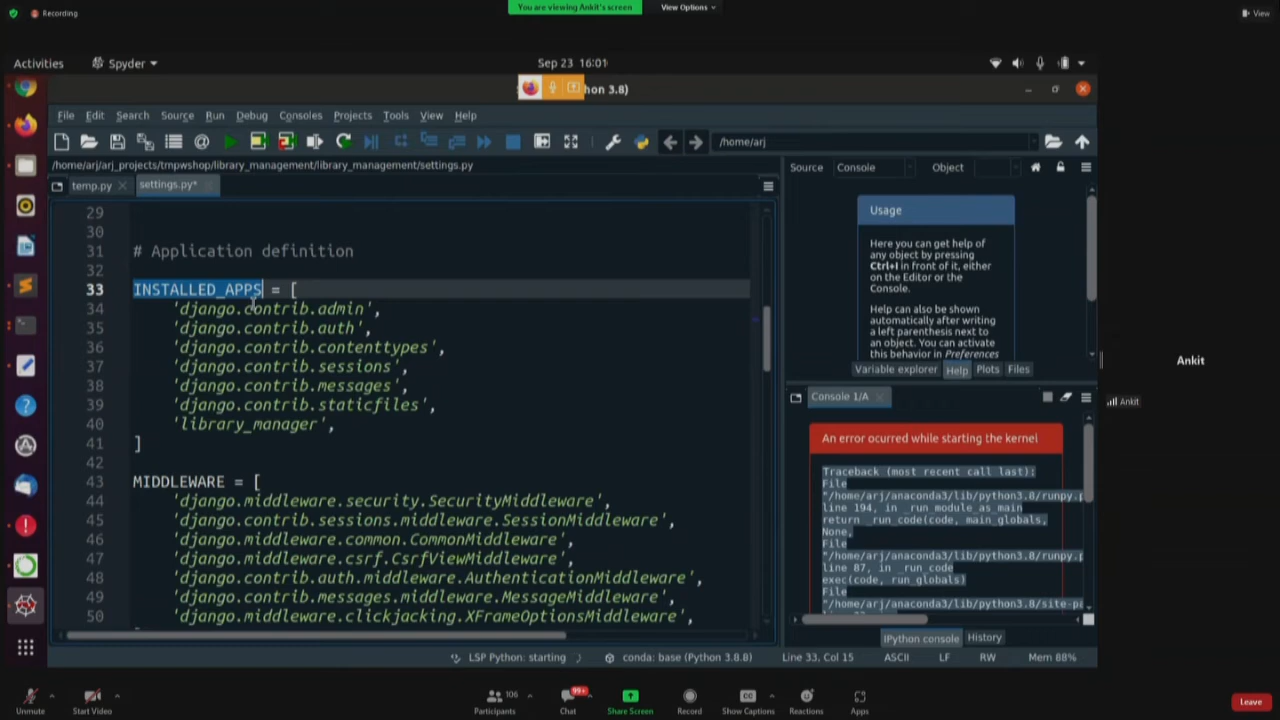 Recording
You are viewing Ankit's screen
View Options
View
Activities
Spyder
Sep 23 16:01
hon 3.8)
File Edit Search Source Run Debug Consoles Projects Tools View Help
/home/arj
/home/arj/arj_projects/tmpwshop/library_management/library_management/settings.py
Source Console Object
temp.py
settings.py*
29
30
31 # Application definition
32
33 INSTALLED_APPS = [
34 'django.contrib.admin',
35 'django.contrib.auth',
36 'django.contrib.contenttypes',
37 'django.contrib.sessions',
38 'django.contrib.messages',
39 'django.contrib.staticfiles',
40 'library_manager',
41 ]
42
43 MIDDLEWARE = [
44 'django.middleware.security.SecurityMiddleware',
45 'django.contrib.sessions.middleware.SessionMiddleware',
46 'django.middleware.common.CommonMiddleware',
47 'django.middleware.csrf.CsrfViewMiddleware',
48 'django.contrib.auth.middleware.AuthenticationMiddleware',
49 'django.contrib.messages.middleware.MessageMiddleware',
50 'django.middleware.clickjacking.XFrameOptionsMiddleware',
Usage
Here you can get help of
any object by pressing
Ctrl+I in front of it, either
on the Editor or the
Console.
Help can also be shown
automatically after writing
a left parenthesis next to
an object. You can activate
this behavior in Preferences
Variable explorer Help Plots Files
Console 1/A
An error ocurred while starting the kernel
Traceback (most recent call last):
File
"/home/arj/anaconda3/lib/python3.8/runpy.p
line 194, in _run_module_as_main
return _run_code(code, main_globals,
None,
File
"/home/arj/anaconda3/lib/python3.8/runpy.p
line 87, in _run_code
exec(code, run_globals)
File
"/home/arj/anaconda3/lib/python3.8/site-pa
IPython console History
LSP Python: starting
conda: base (Python 3.8.8)
Line 33, Col 15
ASCII
LF
RW
Mem 88%
Ankit
Ankit
Unmute
Start Video
106
Participants
99+
Chat
Share Screen
Record
Show Captions
Reactions
Apps
Leave